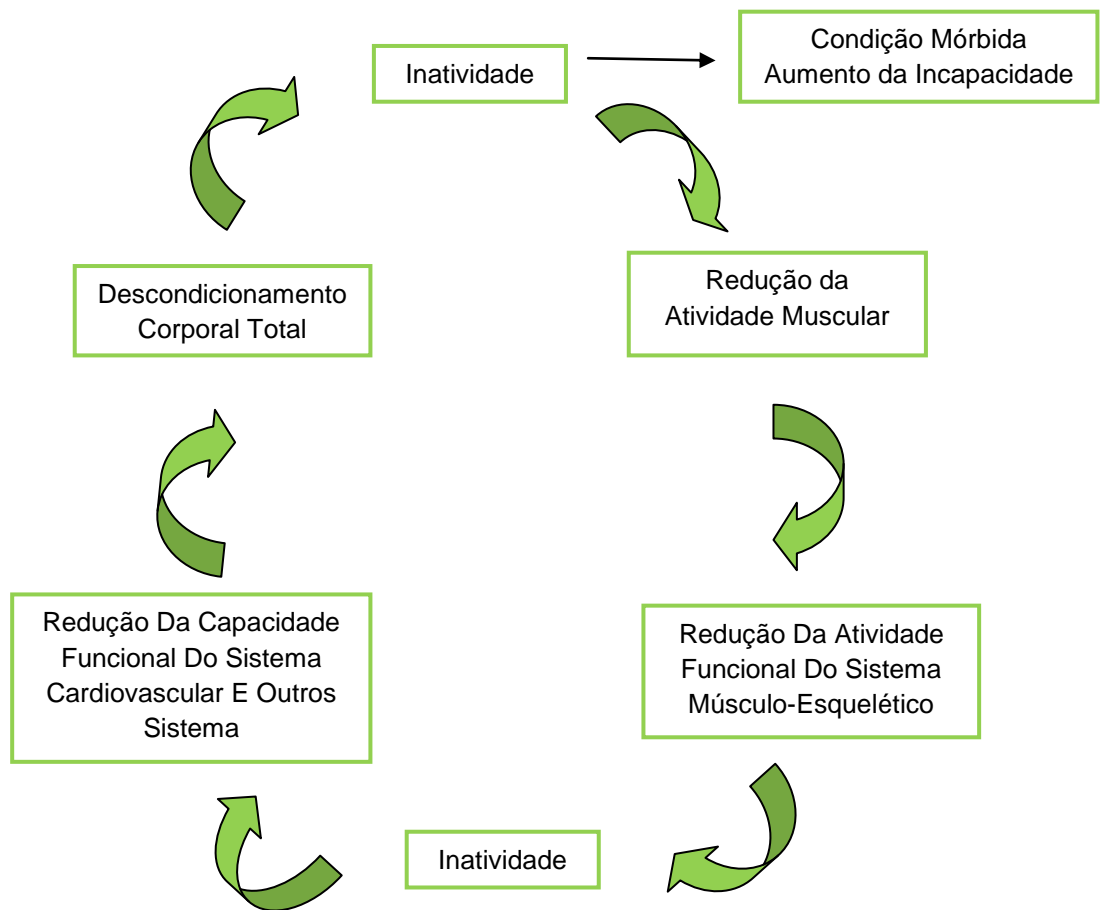 Inatividade
Condição Mórbida
Aumento da Incapacidade
Redução da
Atividade Muscular
Redução Da Atividade
Funcional Do Sistema
Músculo-Esquelético
Inatividade
Redução Da Capacidade
Funcional Do Sistema
Cardiovascular E Outros
Sistema
Descondicionamento
Corporal Total